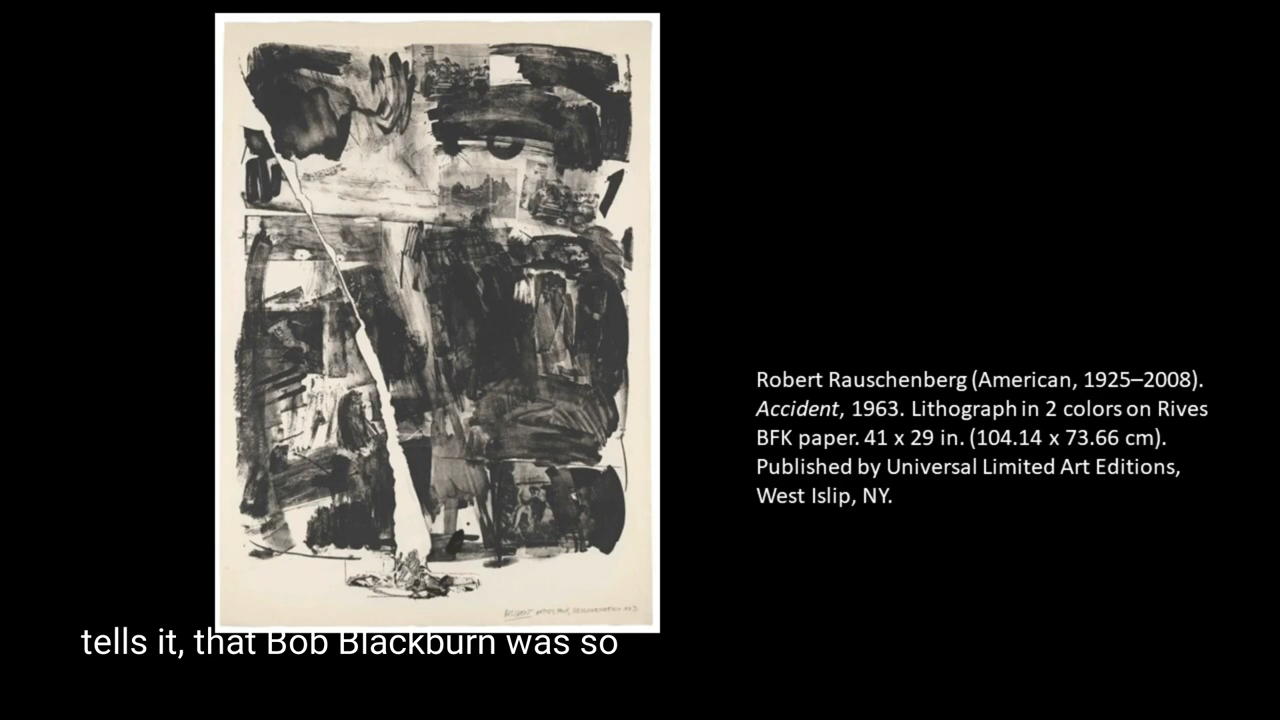 Robert Rauschenberg (American, 1925–2008).
Accident, 1963. Lithograph in 2 colors on Rives
BFK paper. 41 x 29 in. (104.14 x 73.66 cm).
Published by Universal Limited Art Editions,
West Islip, NY.
tells it, that Bob Blackburn was so